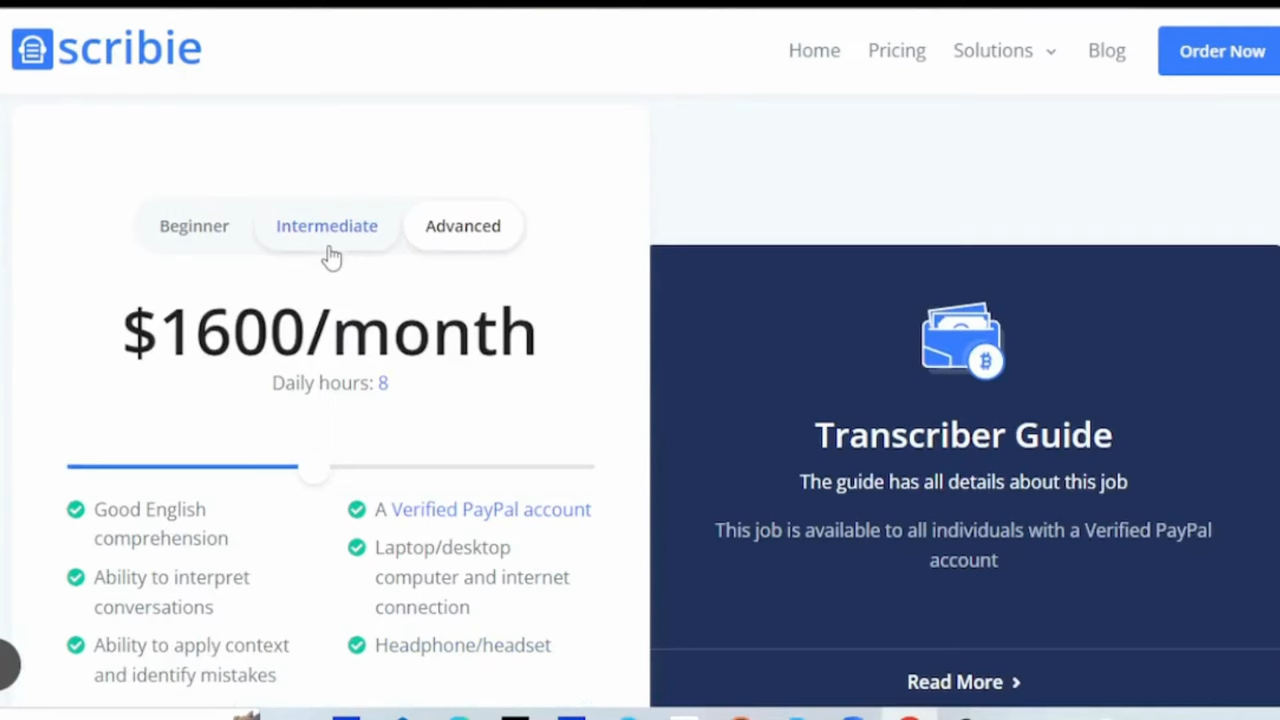 scribie
Home Pricing Solutions Blog Order Now
Beginner Intermediate Advanced
$1600/month
Daily hours: 8
Good English
comprehension
Ability to interpret
conversations
Ability to apply context
and identify mistakes
A Verified PayPal account
Laptop/desktop
computer and internet
connection
Headphone/headset
Transcriber Guide
The guide has all details about this job
This job is available to all individuals with a Verified PayPal
account
Read More